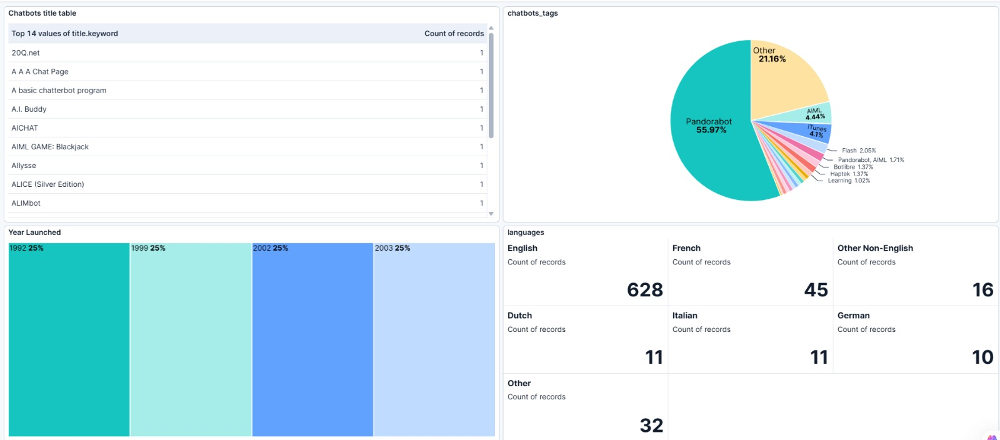 Chatbots title table
Top 14 values of title.keyword Count of records
20Q.net 1
A A A Chat Page 1
A basic chatterbot program 1
A.I. Buddy 1
AICHAT 1
AIML GAME: Blackjack 1
AIlysse 1
ALICE (Silver Edition) 1
ALIMbot 1
chatbots_tags
Other
21.16%
AIML
4.44%
iTunes
4.1%
Pandorabot
55.97%
Flash 2.05%
Pandorabot, AIML 1.71%
Botlibre 1.37%
Haptek 1.37%
Learning 1.02%
Year Launched
1992 25% 1999 25% 2002 25% 2003 25%
languages
English French Other Non-English
Count of records Count of records Count of records
628 45 16
Dutch Italian German
Count of records Count of records Count of records
11 11 10
Other
Count of records
32